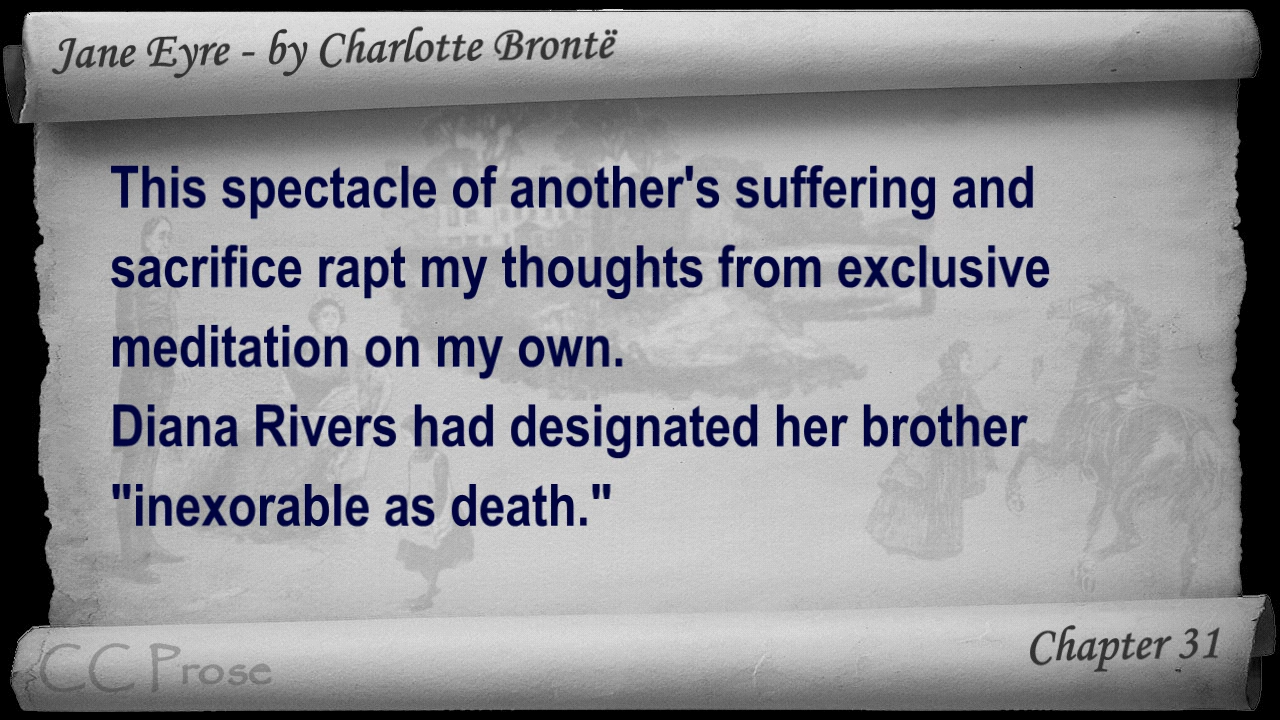 Jane Eyre - by Charlotte Brontë
This spectacle of another's suffering and
sacrifice rapt my thoughts from exclusive
meditation on my own.
Diana Rivers had designated her brother
"inexorable as death."
Chapter 31
CC Prose